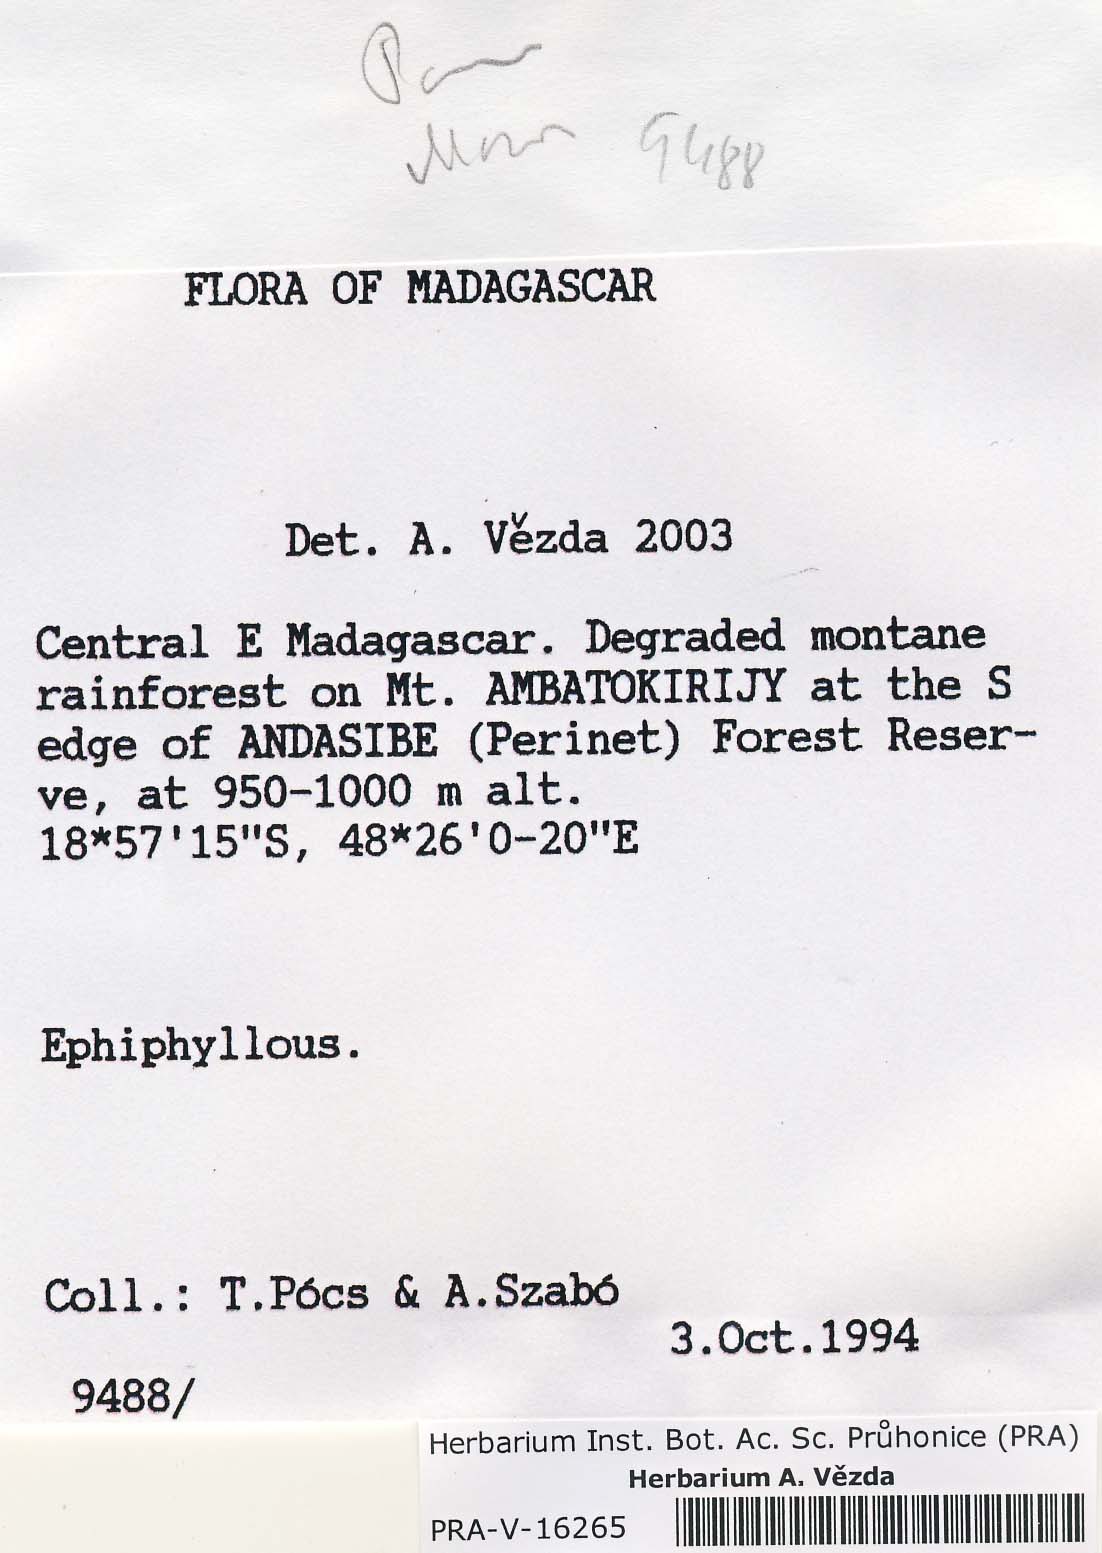 9488
FLORA OF MADAGASCAR
Det. A. Vězda 2003
Central E Madagascar. Degraded montane
rainforest on Mt. AMBATOKIRIJY at the S
edge of ANDASIBE (Perinet) Forest Reser-
ve, at 950-1000 m alt.
18*57'15"S, 48*26'0-20"E
Ephiphyllous.
Coll.: T.Pócs & A.Szabó
3.Oct.1994
9488/
Herbarium Inst. Bot. Ac. Sc. Průhonice (PRA)
Herbarium A. Vězda
PRA-V-16265